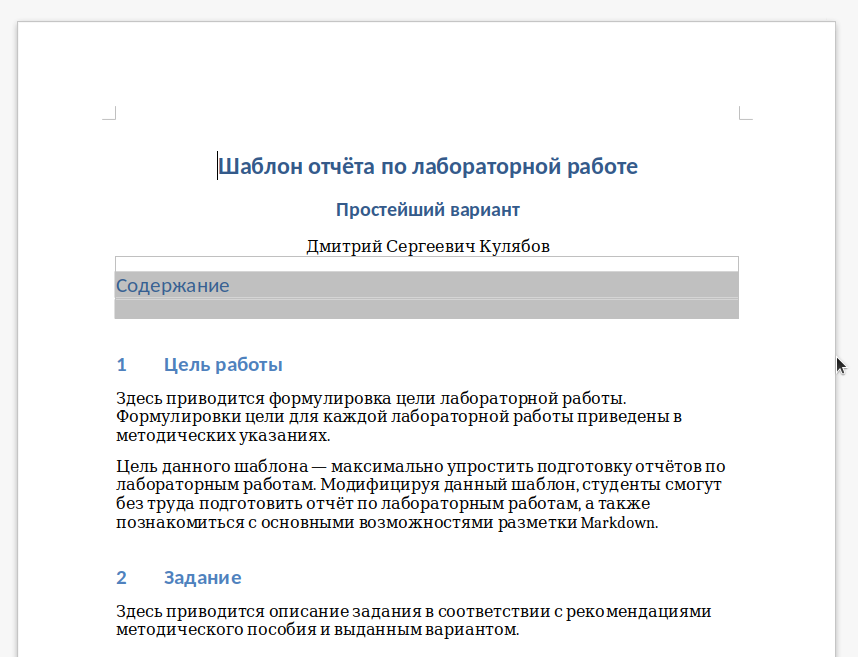 Шаблон отчёта по лабораторной работе
Простейший вариант
Дмитрий Сергеевич Кулябов
Содержание
1 Цель работы
Здесь приводится формулировка цели лабораторной работы.
Формулировки цели для каждой лабораторной работы приведены в
методических указаниях.
Цель данного шаблона — максимально упростить подготовку отчётов по
лабораторным работам. Модифицируя данный шаблон, студенты смогут
без труда подготовить отчёт по лабораторным работам, а также
познакомиться с основными возможностями разметки Markdown.
2 Задание
Здесь приводится описание задания в соответствии с рекомендациями
методического пособия и выданным вариантом.